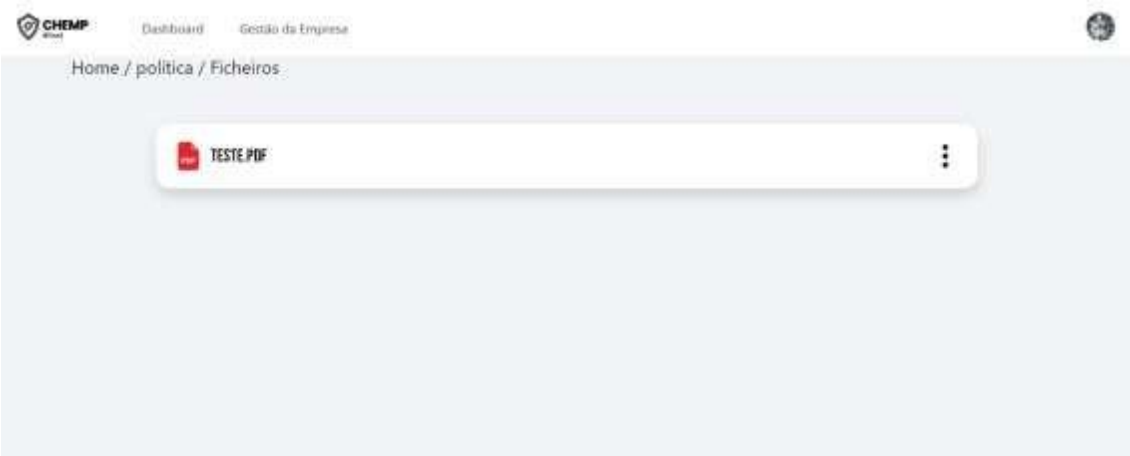 CHEMP
Dashboard
Gestão da Empresa
Home / política / Ficheiros
PDF
TESTE.PDF